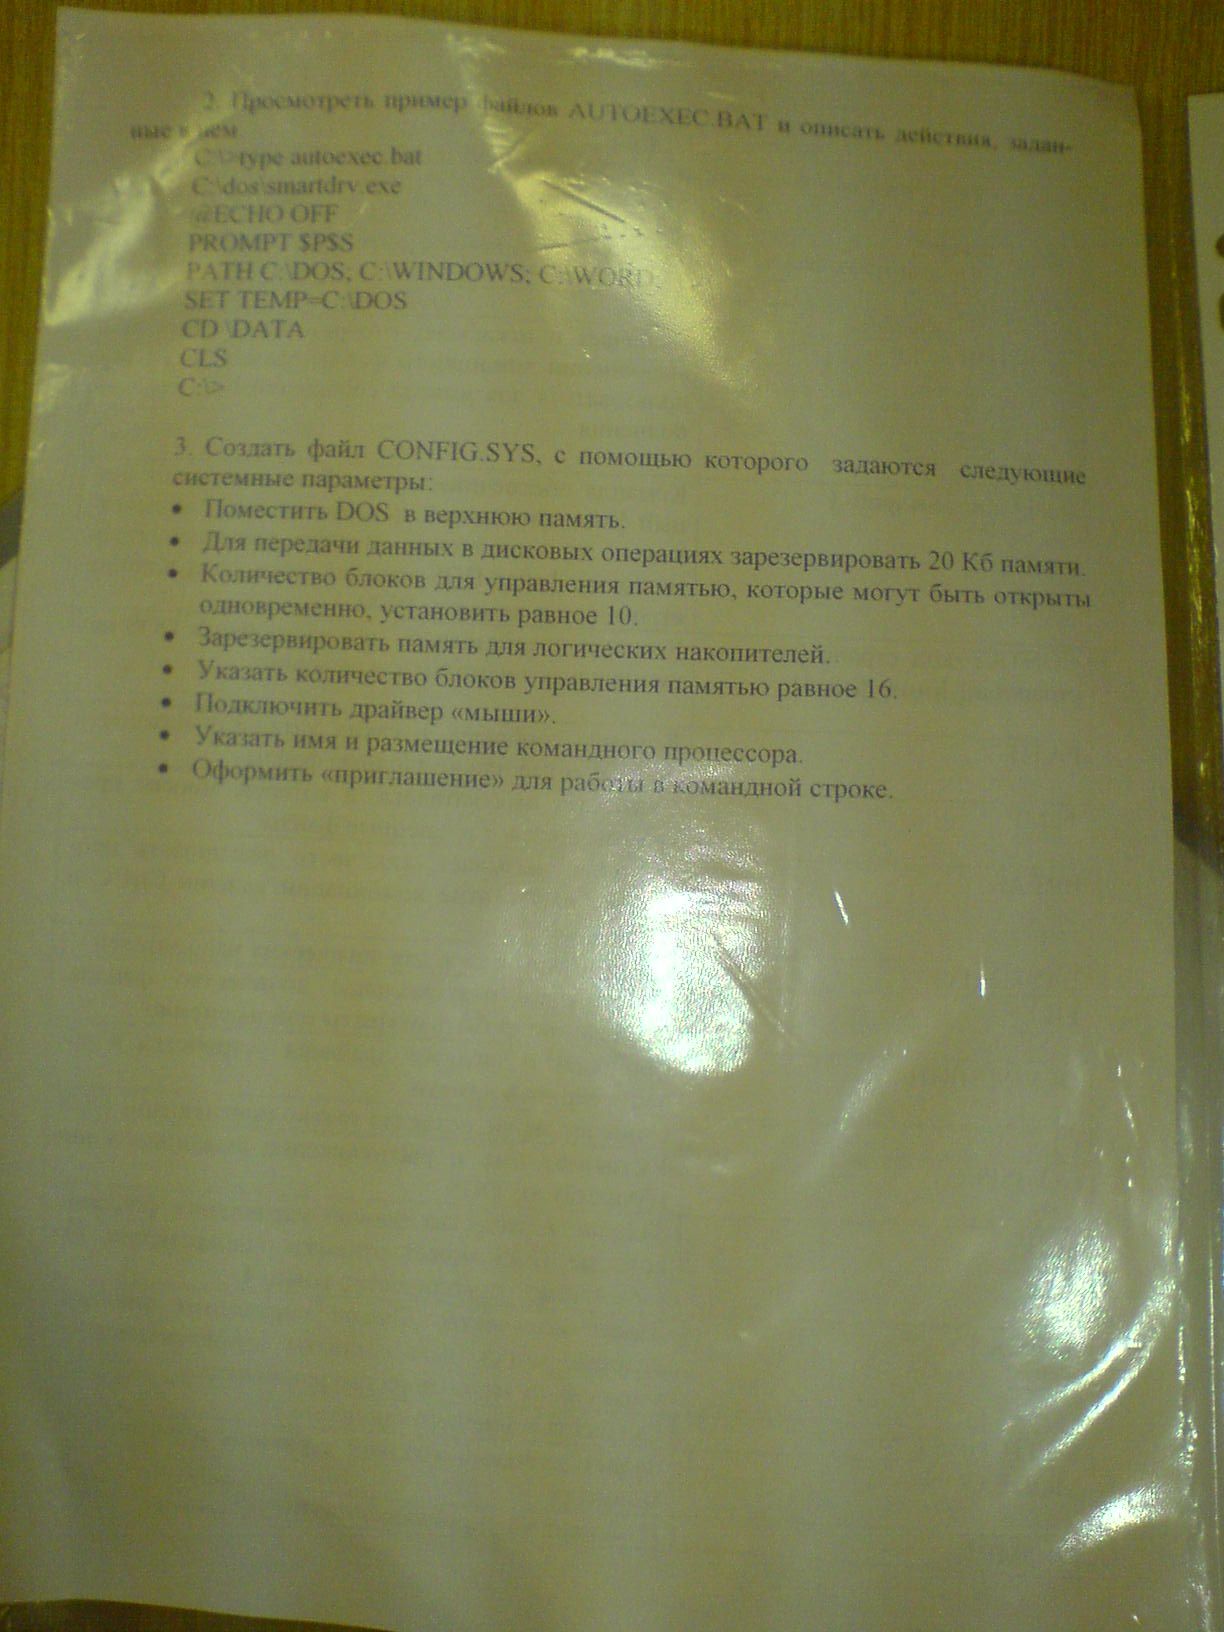 2. Просмотреть пример файлов AUTOEXEC.BAT и описать действия, задан-
ные в нем
C:\>type autoexec.bat
C:\dos\smartdrv.exe
@ECHO OFF
PROMPT $P$S
PATH C:\DOS; C:\WINDOWS; C:\WORD;
SET TEMP=C:\DOS
CD \DATA
CLS
C:\>
3. Создать файл CONFIG.SYS, с помощью которого задаются следующие
системные параметры:
• Поместить DOS в верхнюю память.
• Для передачи данных в дисковых операциях зарезервировать 20 Кб памяти.
• Количество блоков для управления памятью, которые могут быть открыты
одновременно, установить равное 10.
• Зарезервировать память для логических накопителей.
• Указать количество блоков управления памятью равное 16.
• Подключить драйвер «мыши».
• Указать имя и размещение командного процессора.
• Оформить «приглашение» для работы в командной строке.